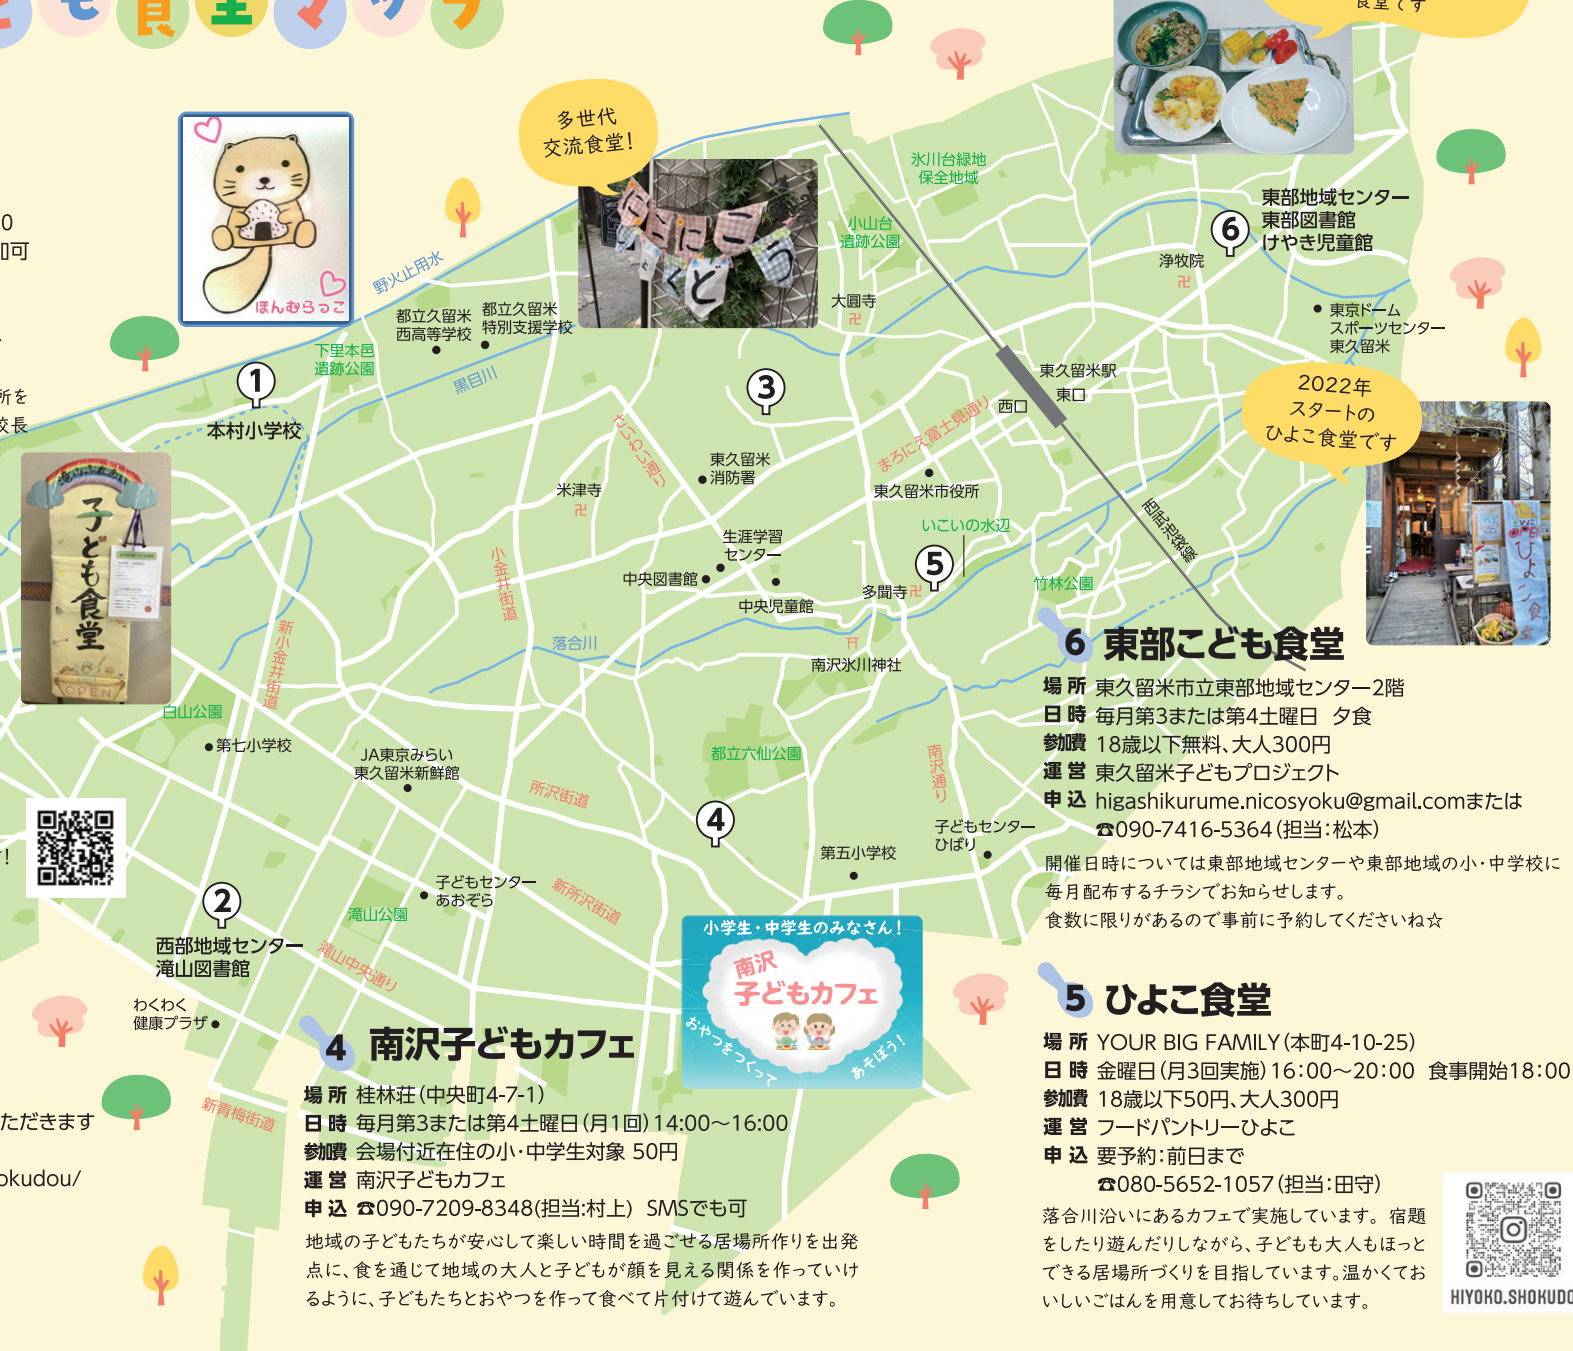 ども食堂マップ
食堂です
多世代
交流食堂！
ほんむらっこ
野火止用水
氷川台緑地
保全地域
小山台
遺跡公園
東部地域センター
東部図書館
けやき児童館
6
浄牧院
大圓寺
都立久留米
西高等学校
都立久留米
特別支援学校
東京ドーム
スポーツセンター
東久留米
下里本邑
遺跡公園
黒目川
1
本村小学校
3
東久留米駅
東口
西口
まろにえ富士見通り
さいわい通り
2022年
スタートの
ひよこ食堂です
東久留米
消防署
東久留米市役所
米津寺
いこいの水辺
西武池袋線
生涯学習
センター
中央図書館
中央児童館
5
多聞寺
竹林公園
小金井街道
新小金井街道
落合川
南沢氷川神社
子ども食堂
OPEN
白山公園
第七小学校
JA東京みらい
東久留米新鮮館
都立六仙公園
南沢通り
所沢街道
4
子どもセンター
ひばり
第五小学校
2
西部地域センター
滝山図書館
子どもセンター
あおぞら
滝山公園
新所沢街道
滝山中央通り
わくわく
健康プラザ
新青梅街道
0
加可
所を
校長
！
ただきます
okudou/
小学生・中学生のみなさん！
南沢
子どもカフェ
おやつをつくって
あそぼう！
6 東部こども食堂
場所 東久留米市立東部地域センター2階
日時 毎月第3または第4土曜日 夕食
参加費 18歳以下無料、大人300円
運営 東久留米子どもプロジェクト
申込 higashikurume.nicosyoku@gmail.comまたは
☎090-7416-5364（担当：松本）
開催日時については東部地域センターや東部地域の小・中学校に
毎月配布するチラシでお知らせします。
食数に限りがあるので事前に予約してくださいね☆
5 ひよこ食堂
場所 YOUR BIG FAMILY（本町4-10-25）
日時 金曜日（月3回実施）16：00～20：00 食事開始18：00
参加費 18歳以下50円、大人300円
運営 フードパントリーひよこ
申込 要予約：前日まで
☎080-5652-1057（担当：田守）
落合川沿いにあるカフェで実施しています。宿題
をしたり遊んだりしながら、子どもも大人もほっと
できる居場所づくりを目指しています。温かくてお
いしいごはんを用意してお待ちしています。
HIYOKO.SHOKUDO
4 南沢子どもカフェ
場所 桂林荘（中央町4-7-1）
日時 毎月第3または第4土曜日（月1回）14:00～16:00
参加費 会場付近在住の小・中学生対象 50円
運営 南沢子どもカフェ
申込 ☎090-7209-8348(担当:村上) SMSでも可
地域の子どもたちが安心して楽しい時間を過ごせる居場所作りを出発
点に、食を通じて地域の大人と子どもが顔を見える関係を作っていけ
るように、子どもたちとおやつを作って食べて片付けて遊んでいます。